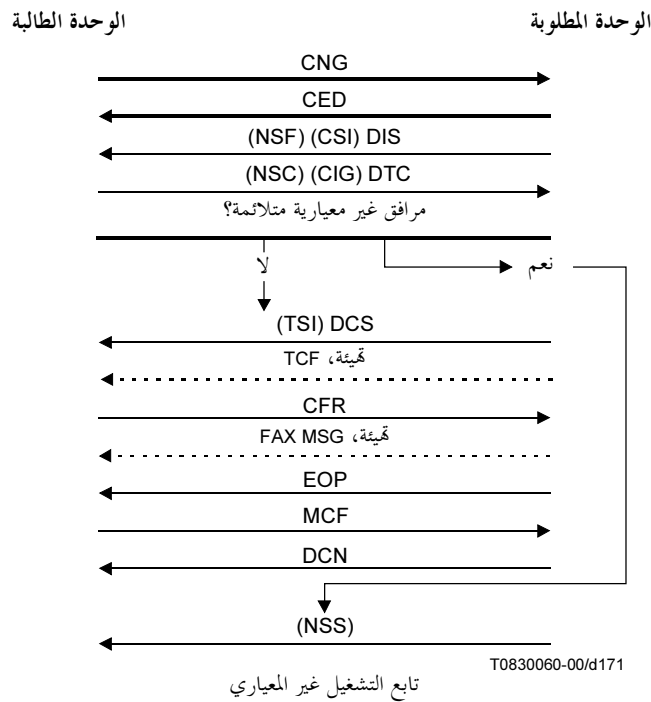 الوحدة المطلوبة
الوحدة الطالبة
CNG
CED
(NSF) (CSI) DIS
(NSC) (CIG) DTC
مرافق غير معيارية متلائمة؟
نعم
لا
(TSI) DCS
تهيئة، TCF
CFR
تهيئة، FAX MSG
EOP
MCF
DCN
(NSS)
T0830060-00/d171
تابع التشغيل غير المعياري